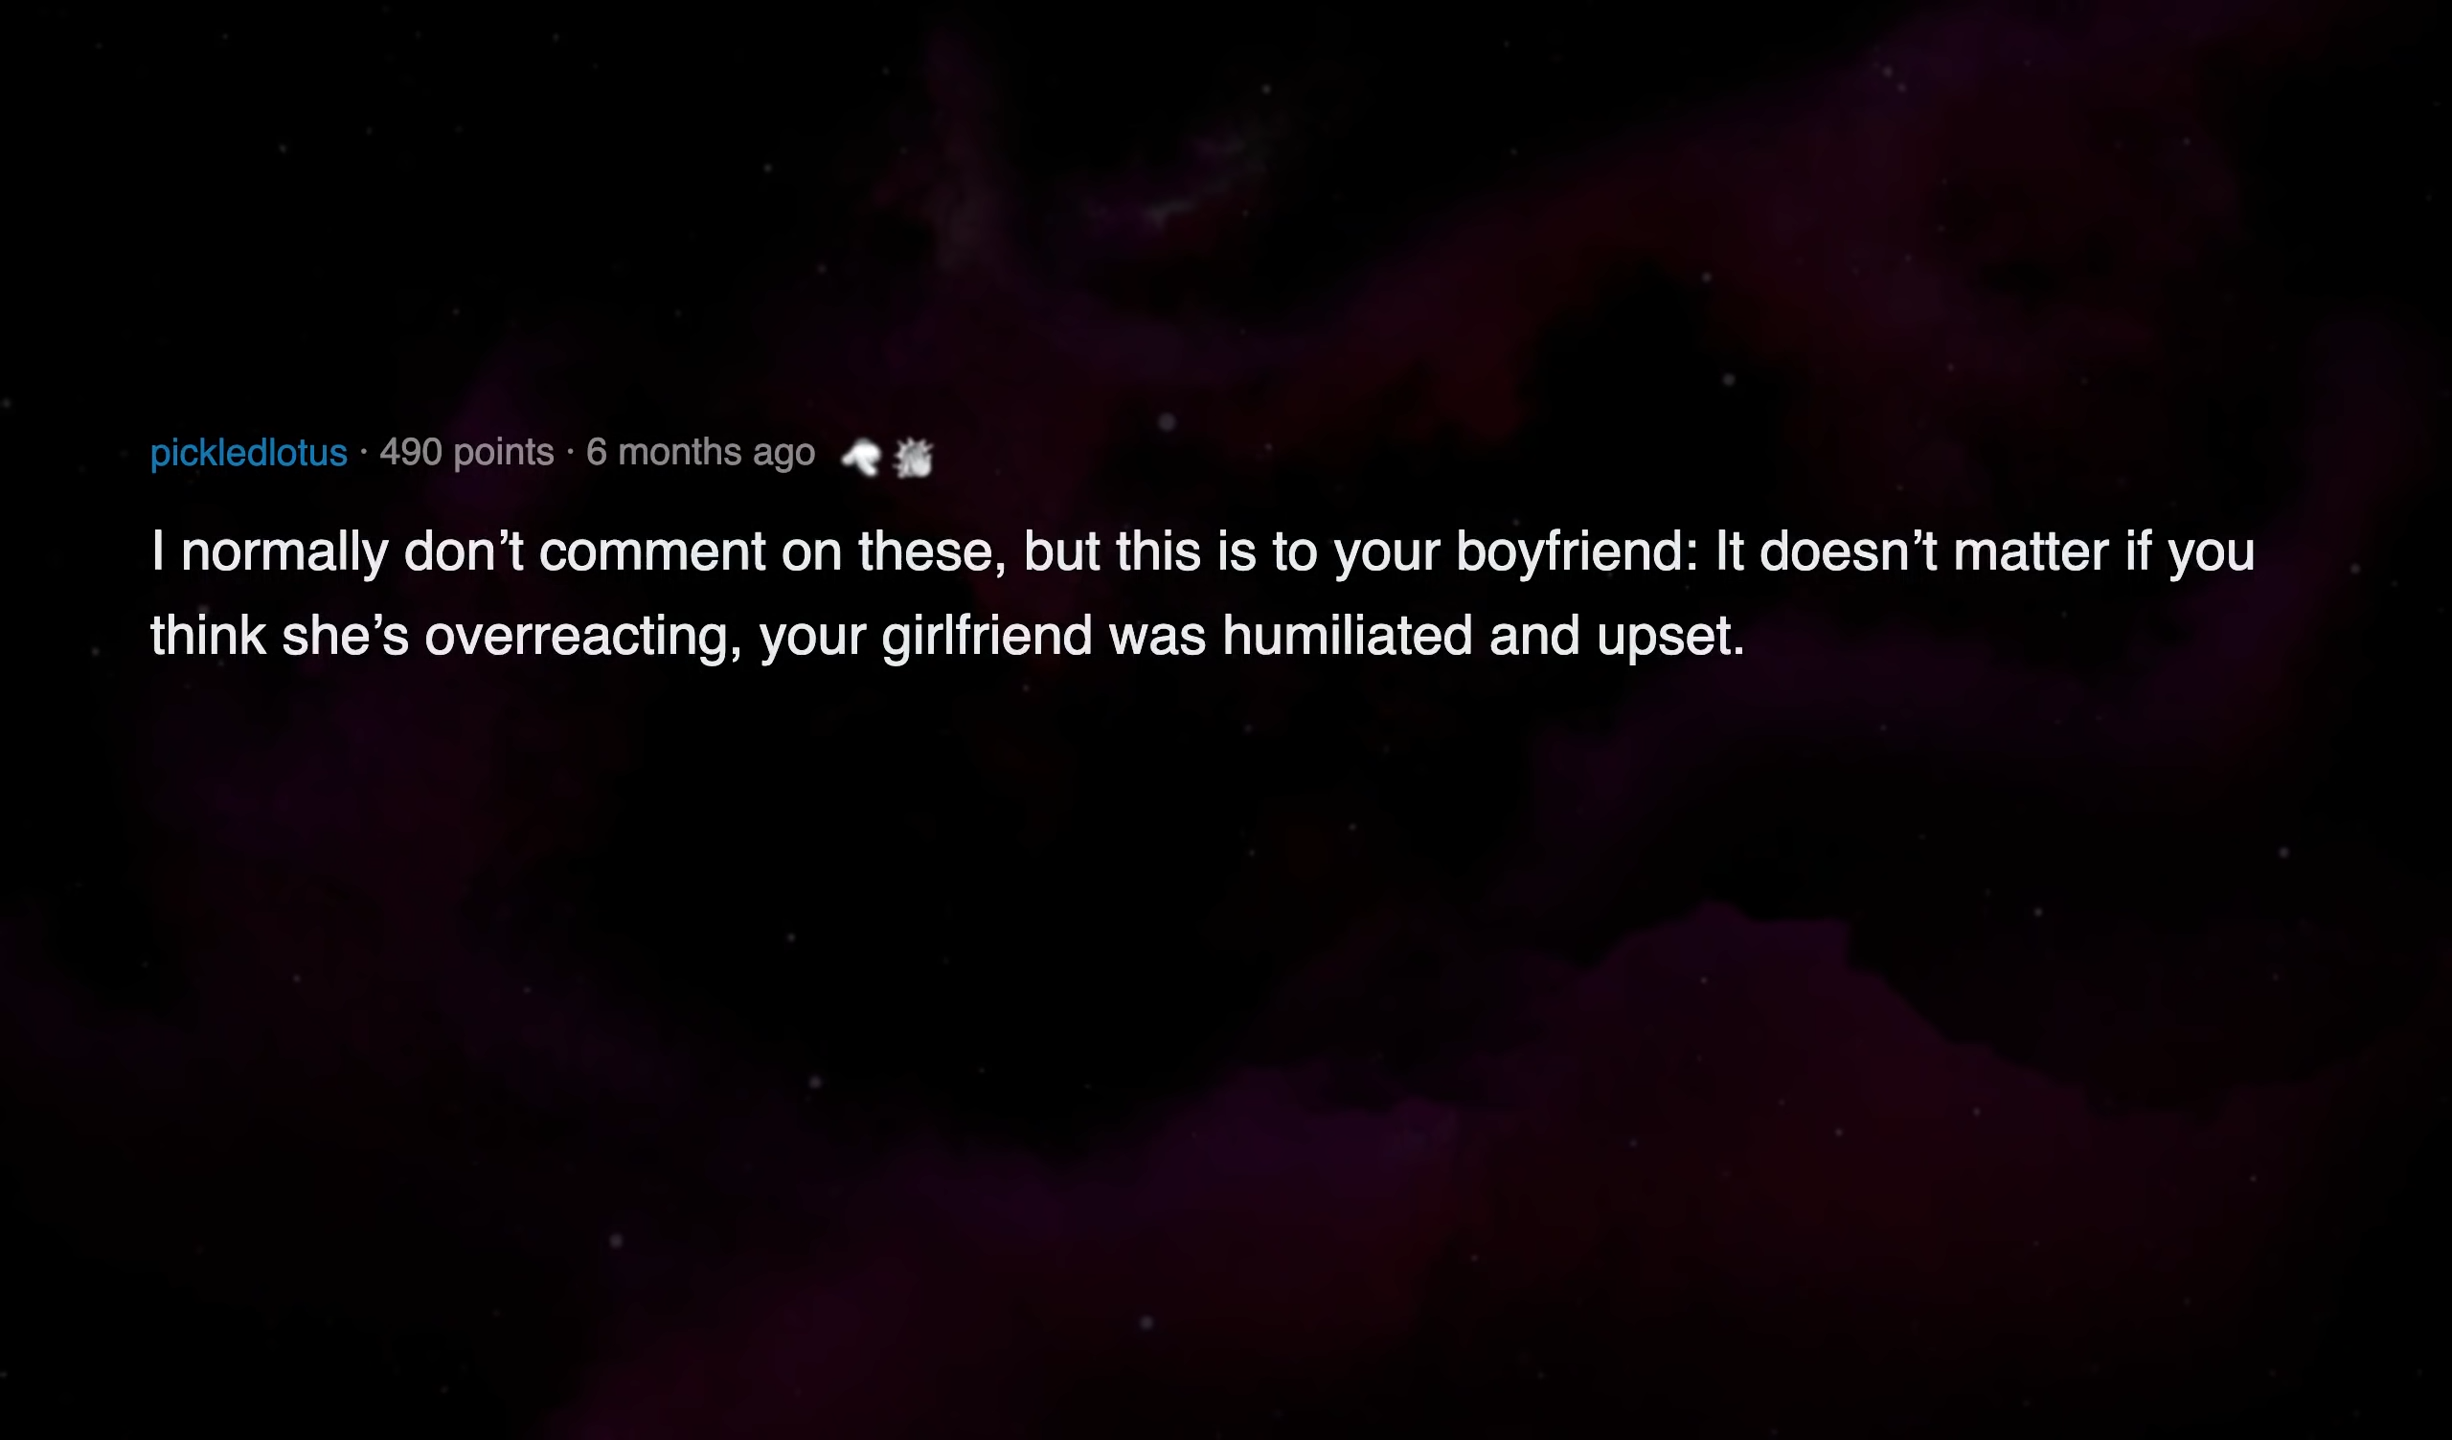 pickledlotus · 490 points · 6 months ago
I normally don’t comment on these, but this is to your boyfriend: It doesn’t matter if you
think she’s overreacting, your girlfriend was humiliated and upset.